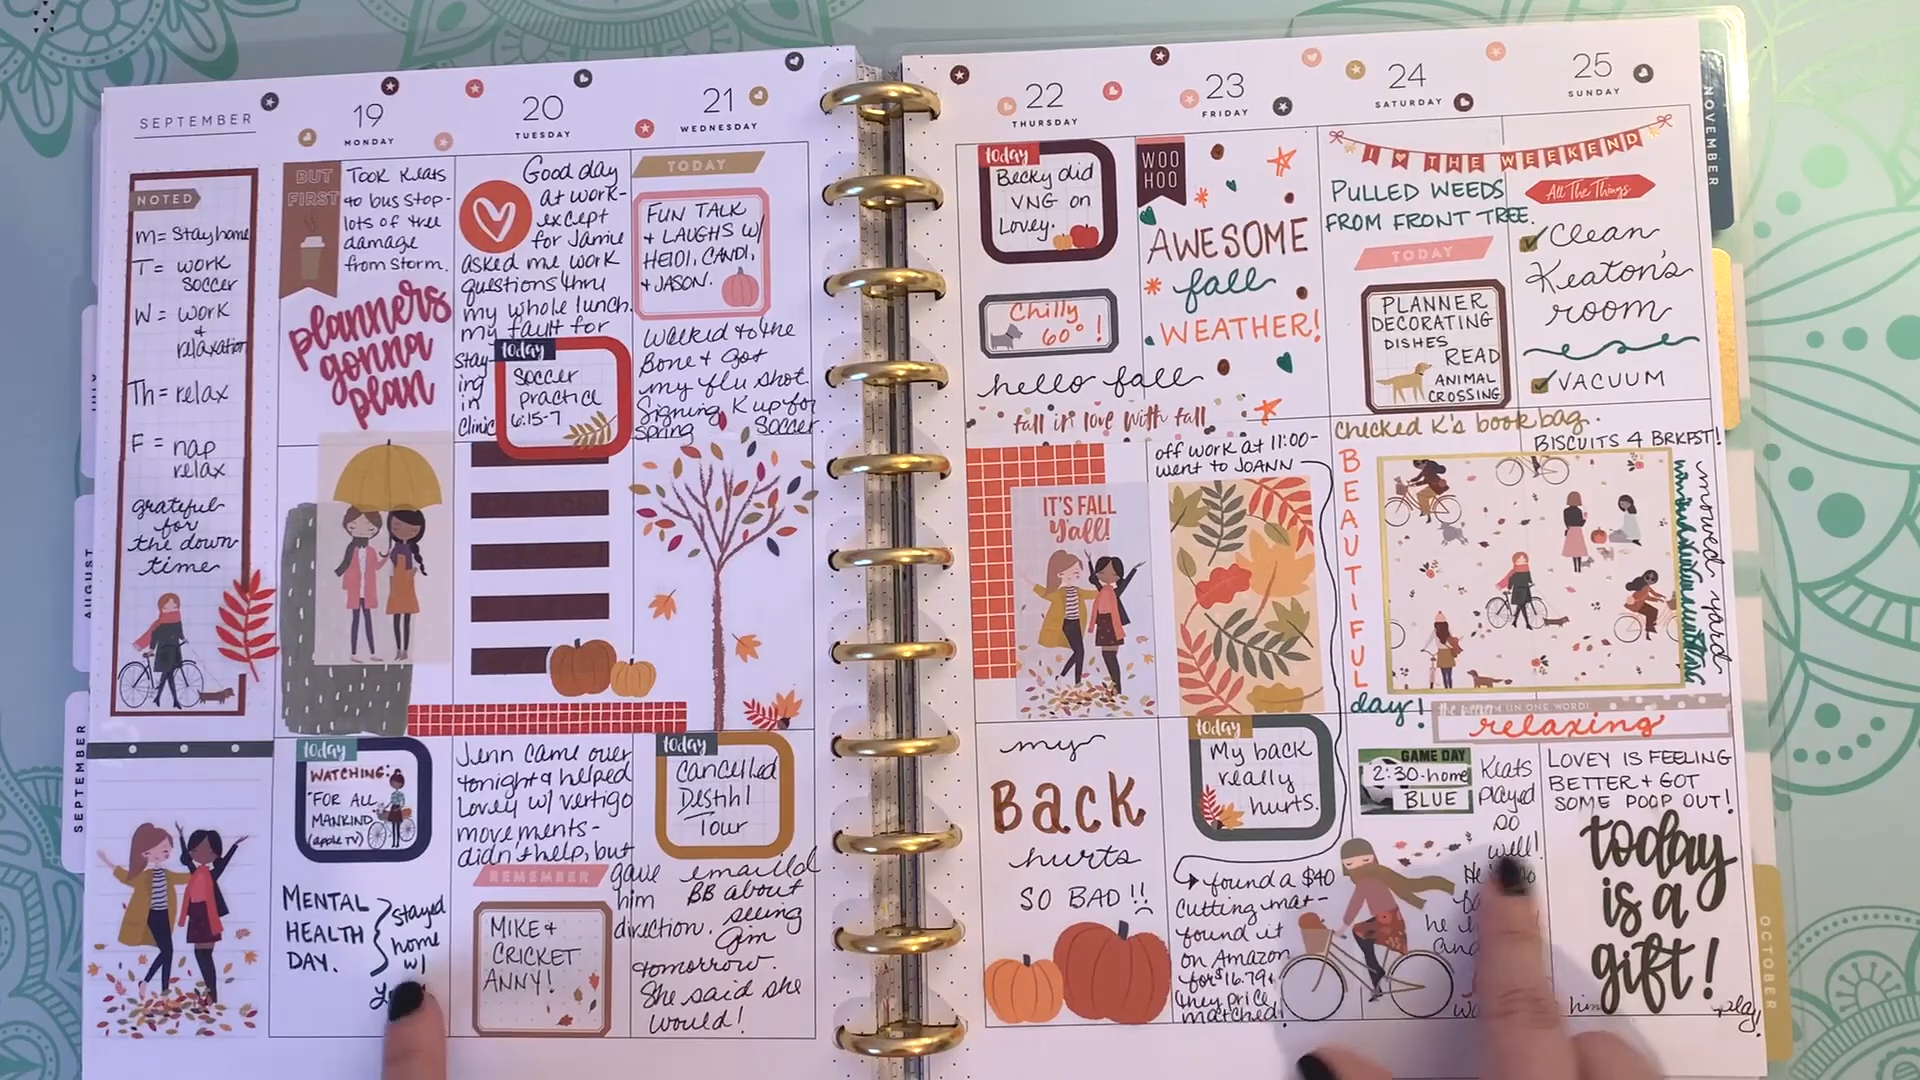 SEPTEMBER
NOTED
M= Stay home
T= work
soccer
W= work
+
relaxation
Th= relax
F= nap
relax
grateful
for
the down
time
JULY
AUGUST
SEPTEMBER
19
MONDAY
BUT
FIRST
Took Keats
to bus stop-
lots of tree
damage
from storm.
planners
gonna
plan
today
WATCHING:
"FOR ALL
MANKIND
(apple TV)
MENTAL
HEALTH
DAY.
stayed
home
w/
20
TUESDAY
Good day
at work-
except
for Jamie
asked me work
questions thru
my whole lunch.
my fault for
stay-
ing
in
clinic
today
Soccer
practice
6:15-7
Jenn came over
tonight & helped
Lovey w/ vertigo
movements-
didn't help, but
gave
him
direction.
REMEMBER
MIKE +
CRICKET
ANNY!
21
WEDNESDAY
TODAY
FUN TALK
+ LAUGHS W/
HEIDI, CANDI,
+ JASON.
Walked to the
Bone + Got
my flu shot
Signing K up for
spring Soccer.
today
Cancelled
Destihl
Tour
emailed
BB about
seeing
Jim
tomorrow.
She said she
would!
22
THURSDAY
today
Becky did
VNG on
Lovey.
Chilly
60° !
hello fall
fall in love with fall
IT'S FALL
y'all!
my
Back
hurts
SO BAD!!
23
FRIDAY
WOO
HOO
AWESOME
fall
WEATHER!
off work at 11:00-
went to JOANN
today
My back
really
hurts.
found a $40
Cutting mat-
found it
on Amazon
for $16.79 +
they price
matched!
24
SATURDAY
I THE WEEKEND
PULLED WEEDS
FROM FRONT TREE.
TODAY
PLANNER
DECORATING
DISHES
READ
ANIMAL
CROSSING
checked K's book bag.
BEAUTIFUL
day!
GAME DAY
2:30-home
BLUE
Keats
played
so
well!
25
SUNDAY
All The Things
Clean
Keaton's
room
VACUUM
BISCUITS 4 BRKFST!
mowed yard
the weekend (IN ONE WORD)
relaxing
LOVEY IS FEELING
BETTER + GOT
SOME POOP OUT!
today
is a
gift!
play!
NOVEMBER
OCTOBER